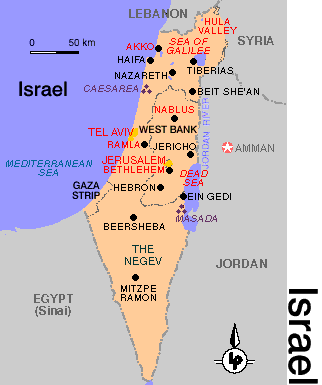 LEBANON
HULA
VALLEY
0 50 km
AKKO
SEA OF
GALILEE
SYRIA
HAIFA
TIBERIAS
NAZARETH
Israel
CAESAREA
BEIT SHE'AN
NABLUS
JORDAN RIVER
TEL AVIV
WEST BANK
RAMLA
JERICHO
AMMAN
MEDITERRANEAN
SEA
JERUSALEM
BETHLEHEM
DEAD
SEA
GAZA
STRIP
HEBRON
EIN GEDI
MASADA
BEERSHEBA
THE
NEGEV
JORDAN
MITZPE
RAMON
EGYPT
(Sinai)
Israel
LP